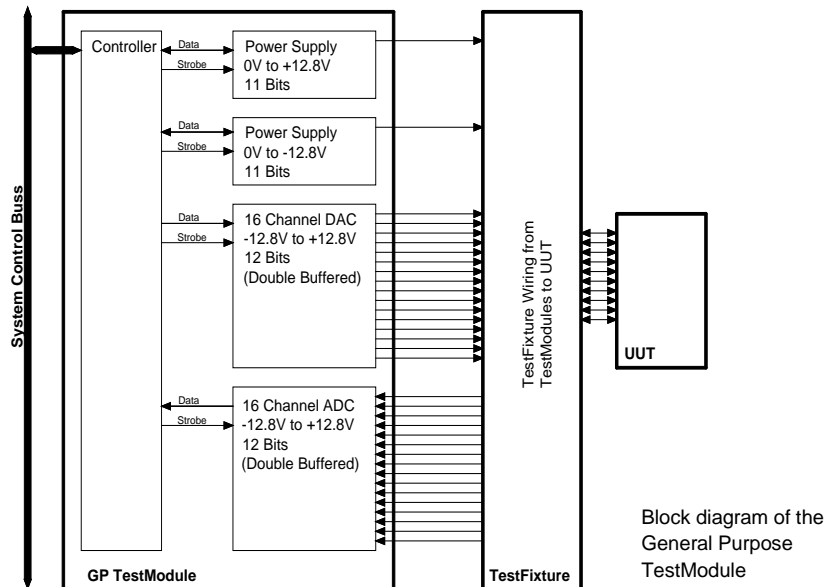 System Control Buss
Controller
Data
Strobe
Power Supply
0V to +12.8V
11 Bits
Data
Strobe
Power Supply
0V to -12.8V
11 Bits
Data
Strobe
16 Channel DAC
-12.8V to +12.8V
12 Bits
(Double Buffered)
Data
Strobe
16 Channel ADC
-12.8V to +12.8V
12 Bits
(Double Buffered)
GP TestModule
TestFixture Wiring from
TestModules to UUT
TestFixture
UUT
Block diagram of the
General Purpose
TestModule